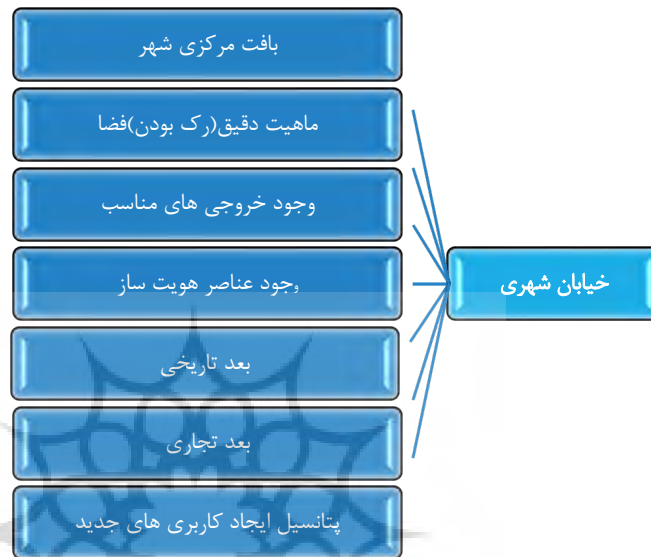 بافت مرکزی شهر
ماهیت دقیق(رک بودن)فضا
وجود خروجی های مناسب
وجود عناصر هویت ساز
خیابان شهری
بعد تاریخی
بعد تجاری
پتانسیل ایجاد کاربری های جدید